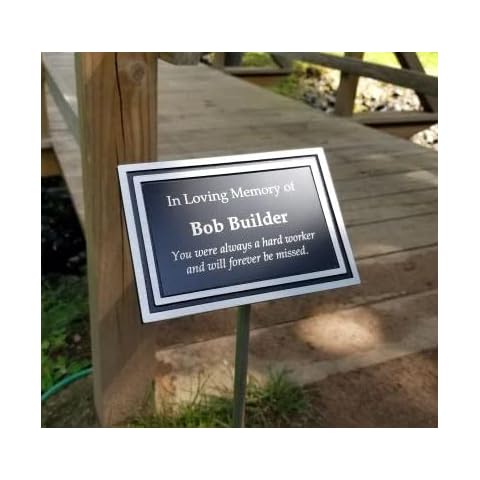 In Loving Memory of
Bob Builder
You were always a hard worker
and will forever be missed.